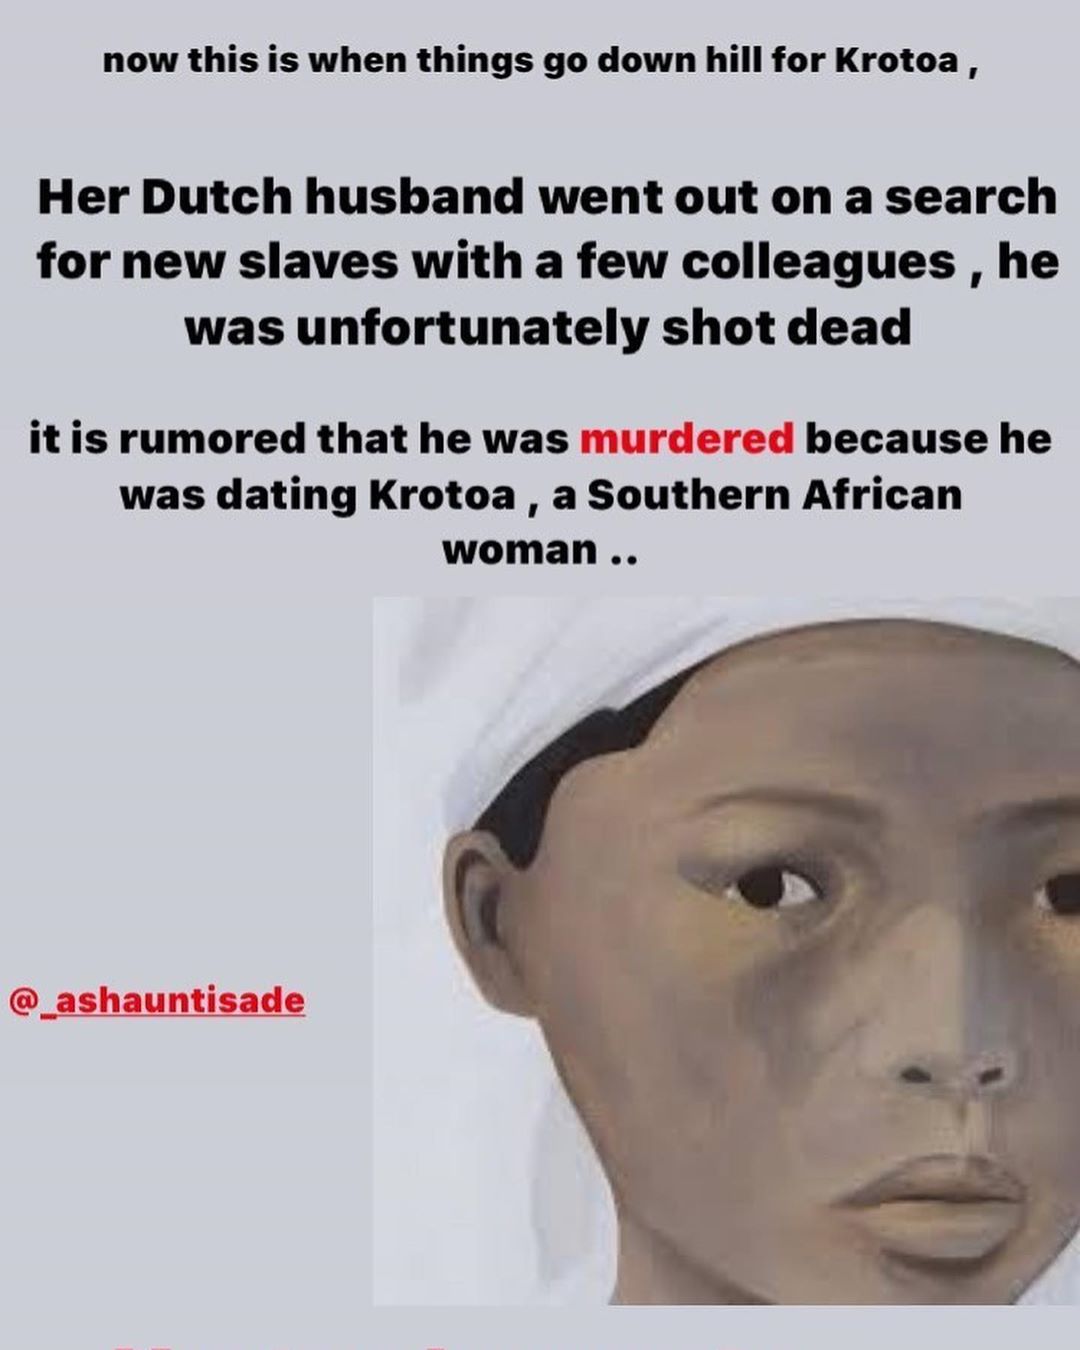 now this is when things go down hill for Krotoa ,
Her Dutch husband went out on a search
for new slaves with a few colleagues , he
was unfortunately shot dead
it is rumored that he was murdered because he
was dating Krotoa , a Southern African
woman ..
@_ashauntisade